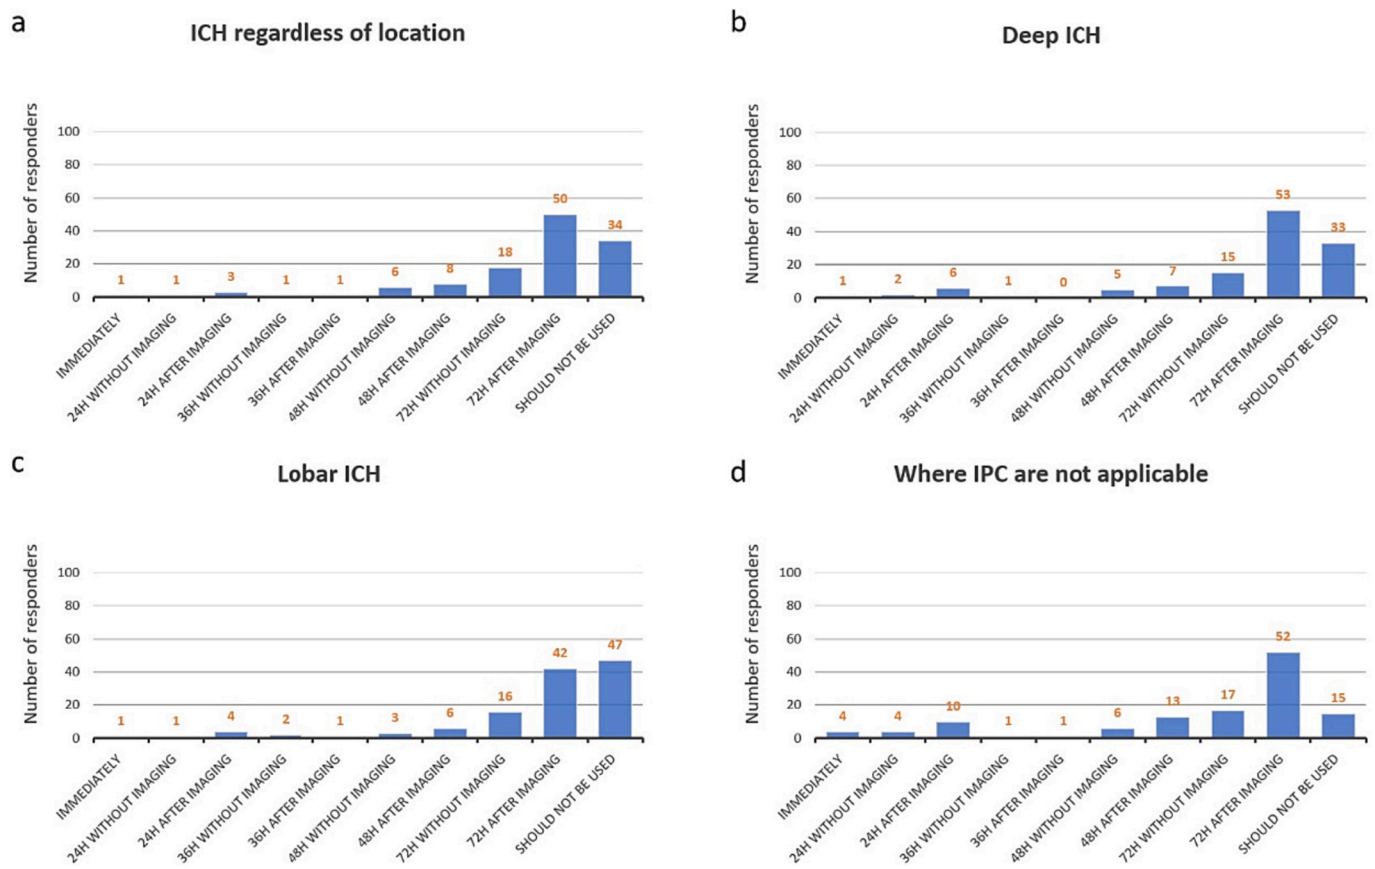 a
ICH regardless of location
Number of responders
100
80
60
40
20
0
1
1
3
1
1
6
8
18
50
34
IMMEDIATELY
24H WITHOUT IMAGING
24H AFTER IMAGING
36H WITHOUT IMAGING
36H AFTER IMAGING
48H WITHOUT IMAGING
48H AFTER IMAGING
72H WITHOUT IMAGING
72H AFTER IMAGING
SHOULD NOT BE USED
b
Deep ICH
Number of responders
100
80
60
40
20
0
1
2
6
1
0
5
7
15
53
33
IMMEDIATELY
24H WITHOUT IMAGING
24H AFTER IMAGING
36H WITHOUT IMAGING
36H AFTER IMAGING
48H WITHOUT IMAGING
48H AFTER IMAGING
72H WITHOUT IMAGING
72H AFTER IMAGING
SHOULD NOT BE USED
c
Lobar ICH
Number of responders
100
80
60
40
20
0
1
1
4
2
1
3
6
16
42
47
IMMEDIATELY
24H WITHOUT IMAGING
24H AFTER IMAGING
36H WITHOUT IMAGING
36H AFTER IMAGING
48H WITHOUT IMAGING
48H AFTER IMAGING
72H WITHOUT IMAGING
72H AFTER IMAGING
SHOULD NOT BE USED
d
Where IPC are not applicable
Number of responders
100
80
60
40
20
0
4
4
10
1
1
6
13
17
52
15
IMMEDIATELY
24H WITHOUT IMAGING
24H AFTER IMAGING
36H WITHOUT IMAGING
36H AFTER IMAGING
48H WITHOUT IMAGING
48H AFTER IMAGING
72H WITHOUT IMAGING
72H AFTER IMAGING
SHOULD NOT BE USED